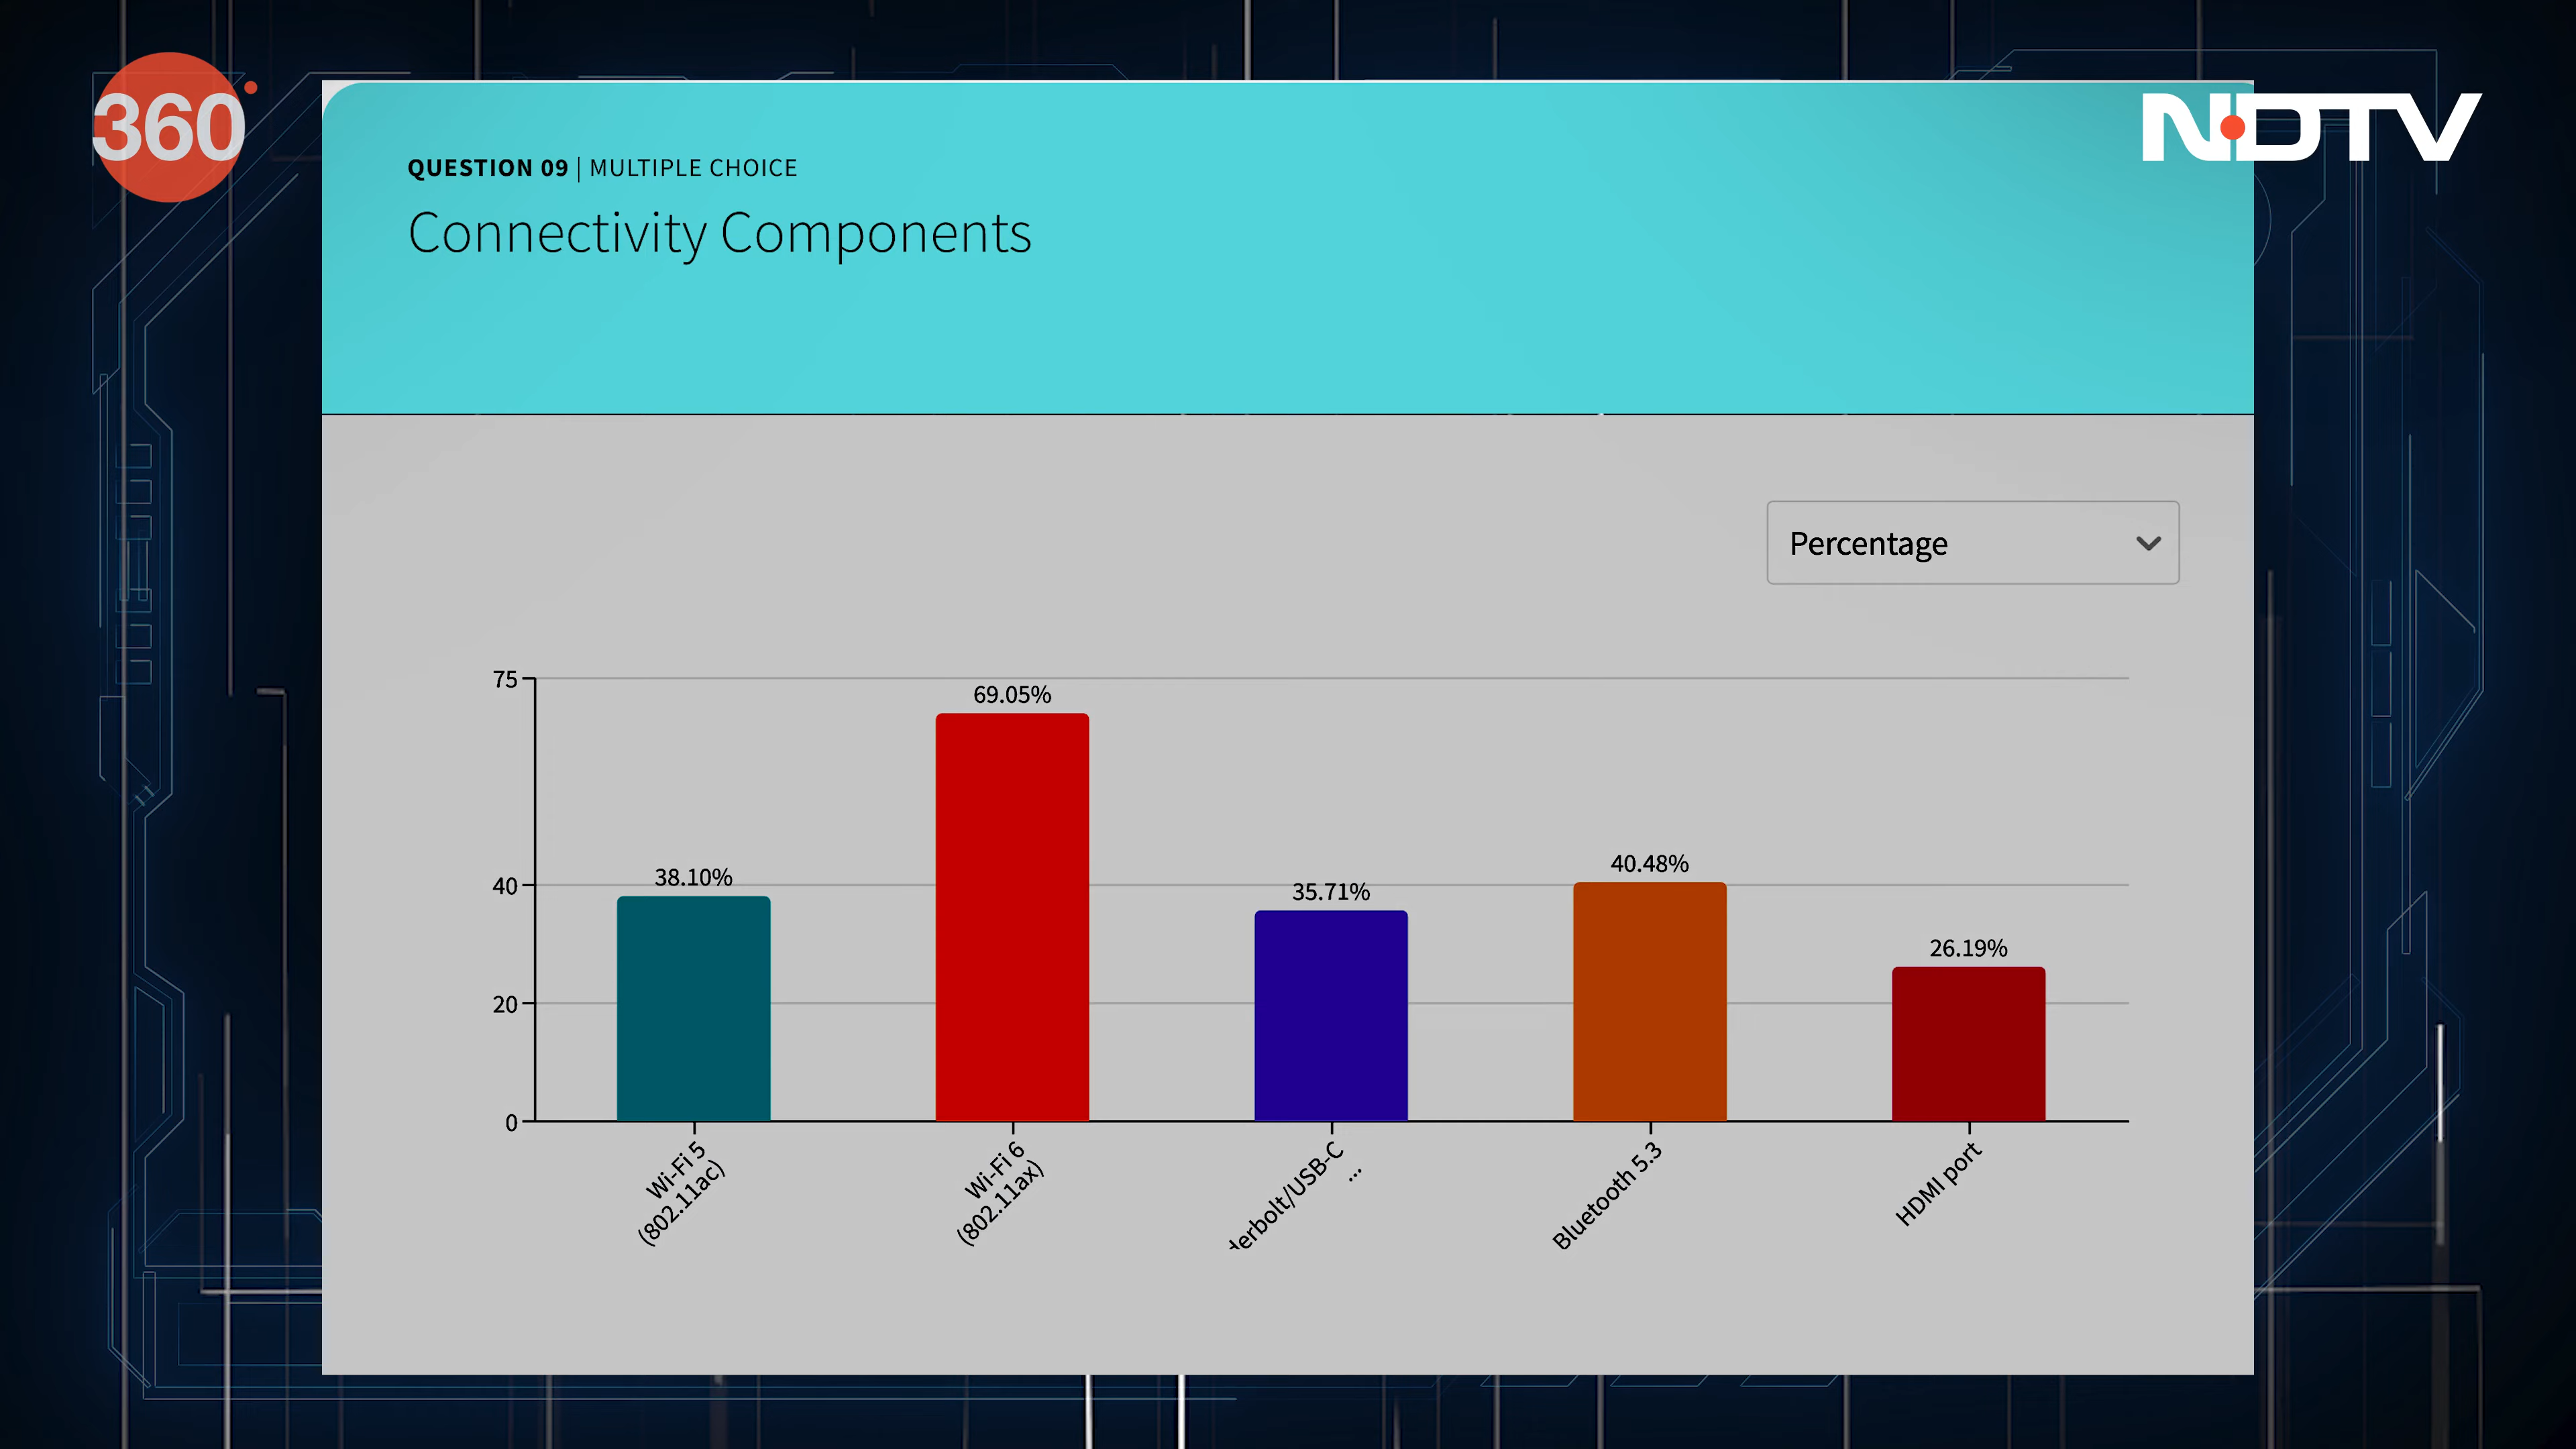 360°
NDTV
QUESTION 09 | MULTIPLE CHOICE
Connectivity Components
Percentage
75
69.05%
40
38.10%
35.71%
40.48%
26.19%
20
0
Wi-Fi 5
(802.11ac)
Wi-Fi 6
(802.11ax)
derbolt/USB-C
...
Bluetooth 5.3
HDMI port